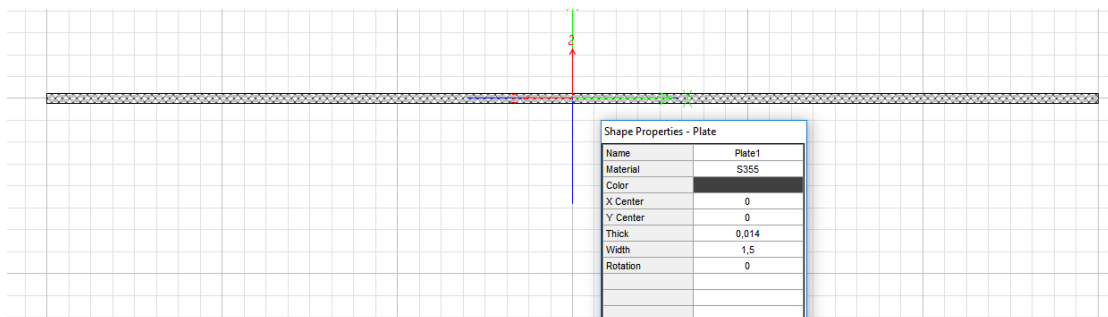 2
Shape Properties - Plate
Name Plate1
Material S355
Color
X Center 0
Y Center 0
Thick 0,014
Width 1,5
Rotation 0